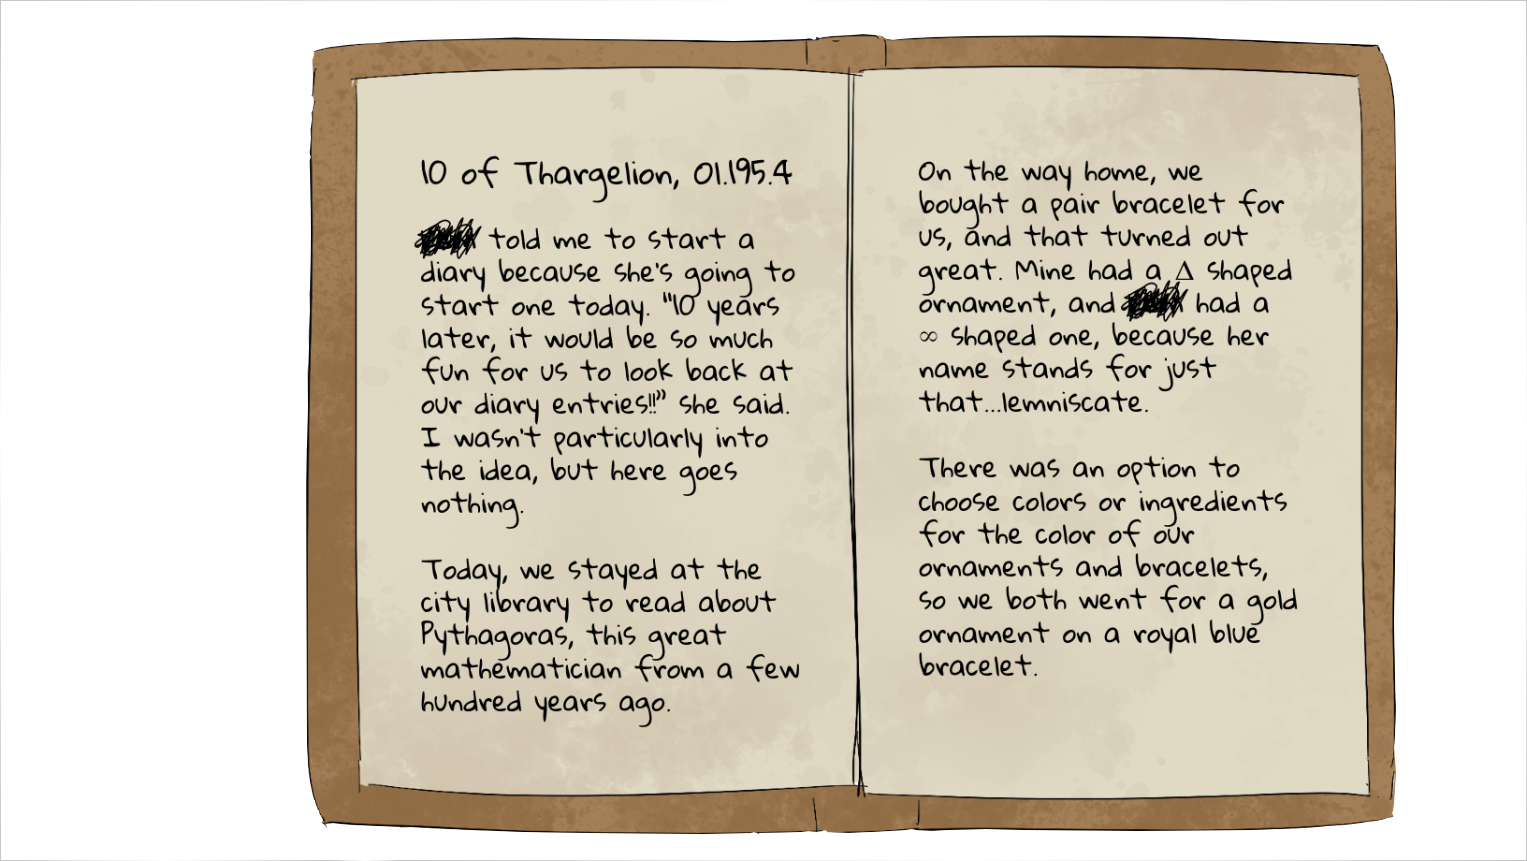 10 of Thargelion, 01.195.4
told me to start a
diary because she's going to
start one today. "10 years
later, it would be so much
fun for us to look back at
our diary entries!!" she said.
I wasn't particularly into
the idea, but here goes
nothing.
Today, we stayed at the
city library to read about
Pythagoras, this great
mathematician from a few
hundred years ago.
On the way home, we
bought a pair bracelet for
us, and that turned out
great. Mine had a Δ shaped
ornament, and had a
∞ shaped one, because her
name stands for just
that...lemniscate.
There was an option to
choose colors or ingredients
for the color of our
ornaments and bracelets,
so we both went for a gold
ornament on a royal blue
bracelet.